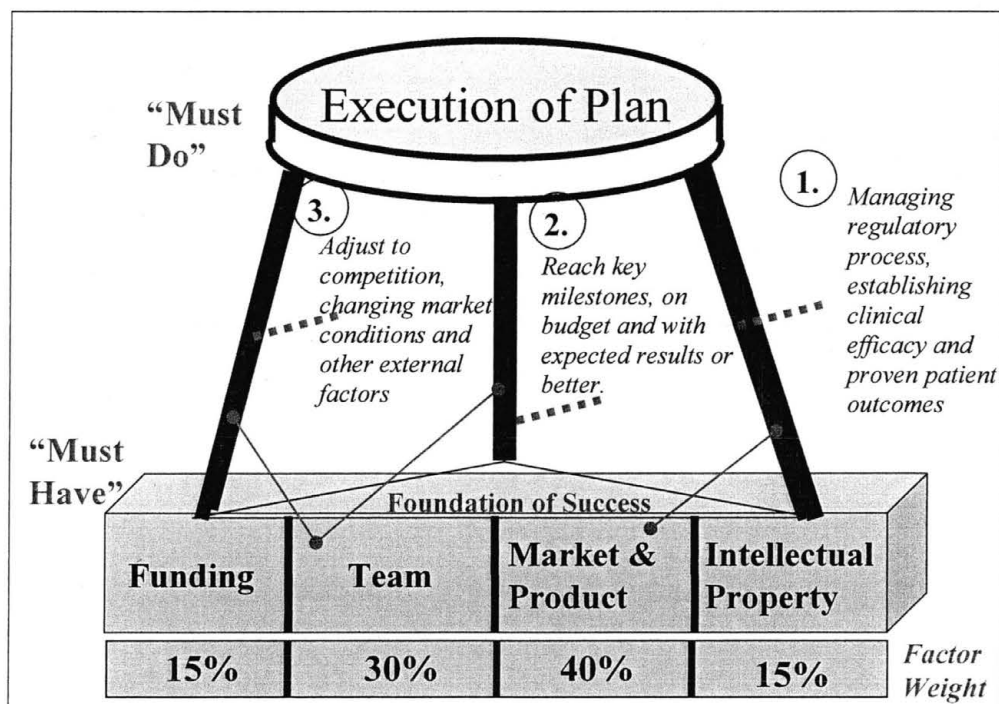 Execution of Plan
“Must
Do”
1.
Managing
regulatory
process,
establishing
clinical
efficacy and
proven patient
outcomes
2.
Reach key
milestones, on
budget and with
expected results or
better.
3.
Adjust to
competition,
changing market
conditions and
other external
factors
“Must
Have”
Foundation of Success
Funding
Team
Market &
Product
Intellectual
Property
15%
30%
40%
15%
Factor
Weight